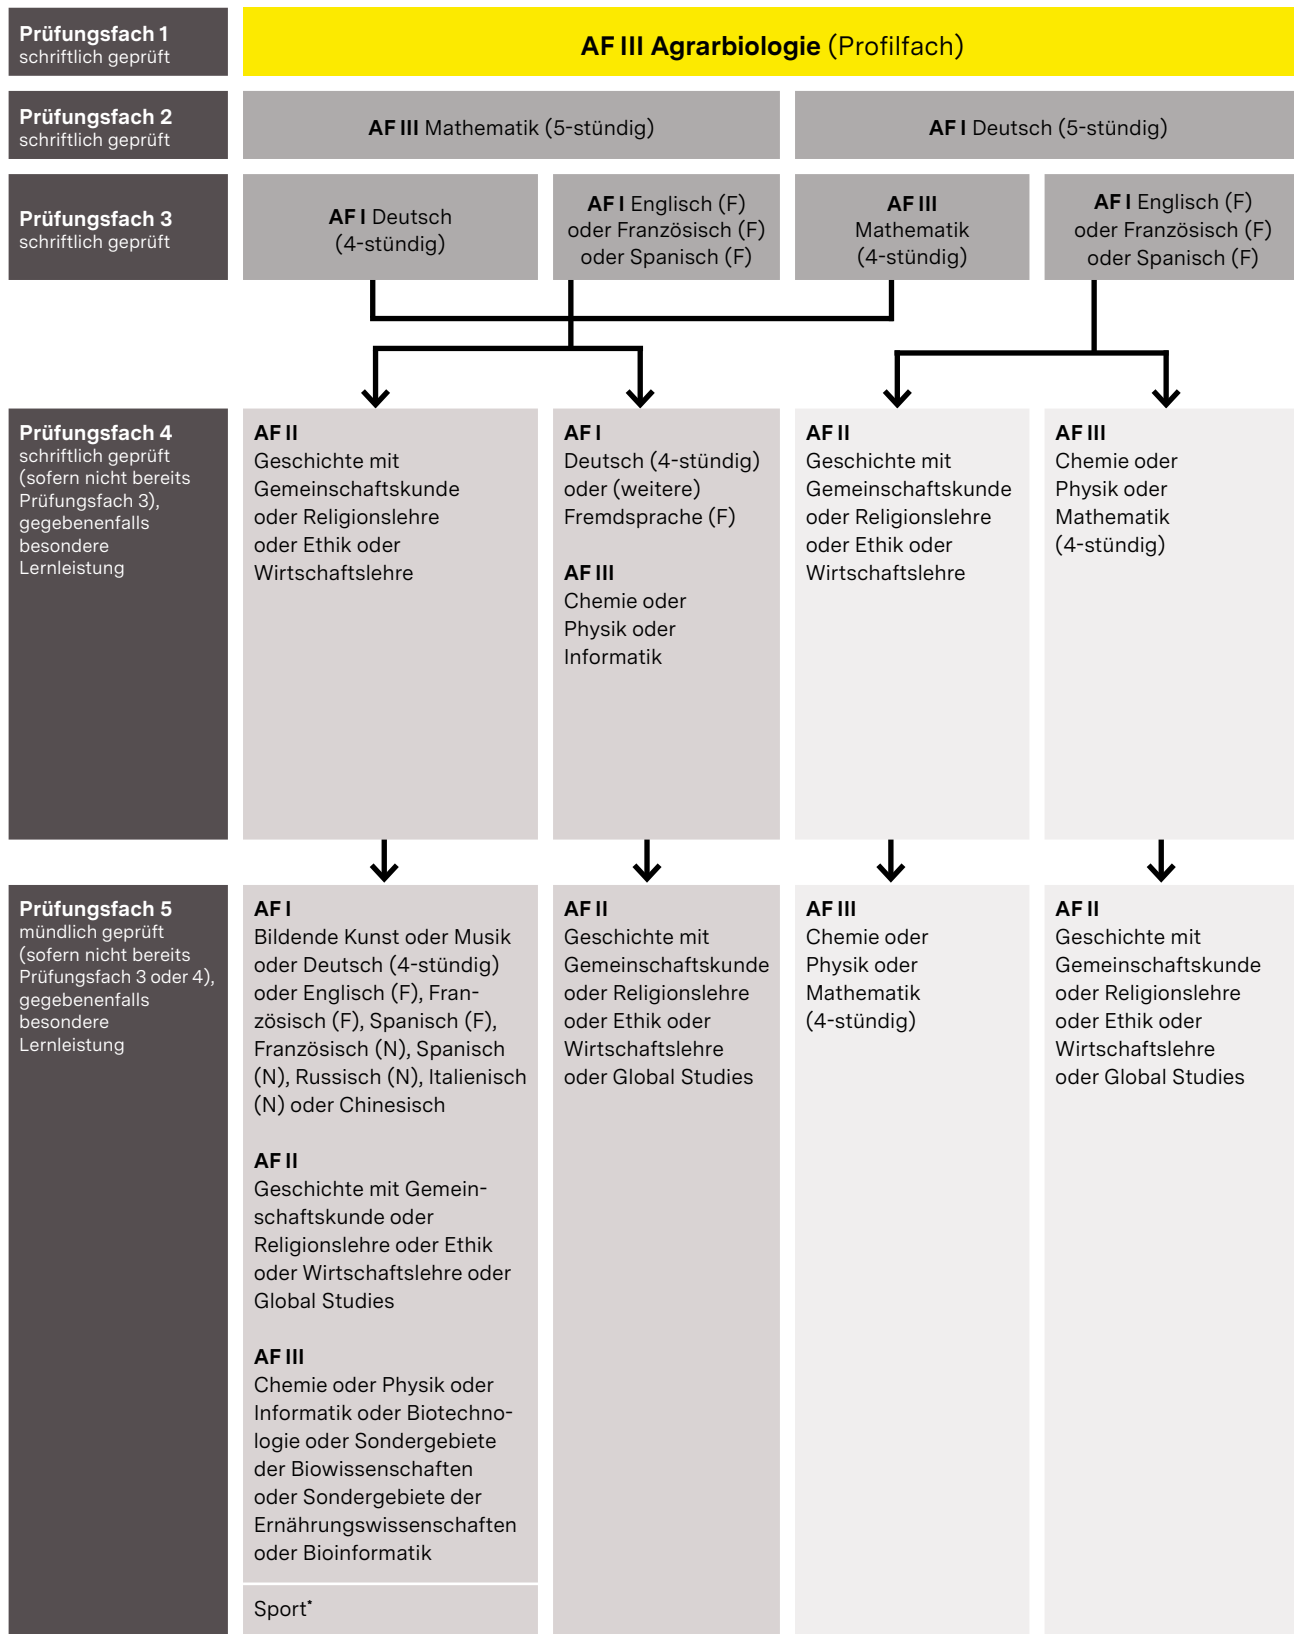 Prüfungsfach 1
schriftlich geprüft
AF III Agrarbiologie (Profilfach)
Prüfungsfach 2
schriftlich geprüft
AF III Mathematik (5-stündig)
AF I Deutsch (5-stündig)
Prüfungsfach 3
schriftlich geprüft
AF I Deutsch
(4-stündig)
AF I Englisch (F)
oder Französisch (F)
oder Spanisch (F)
AF III
Mathematik
(4-stündig)
AF I Englisch (F)
oder Französisch (F)
oder Spanisch (F)
Prüfungsfach 4
schriftlich geprüft
(sofern nicht bereits
Prüfungsfach 3),
gegebenenfalls
besondere
Lernleistung
AF II
Geschichte mit
Gemeinschaftskunde
oder Religionslehre
oder Ethik oder
Wirtschaftslehre
AF I
Deutsch (4-stündig)
oder (weitere)
Fremdsprache (F)
AF III
Chemie oder
Physik oder
Informatik
AF II
Geschichte mit
Gemeinschaftskunde
oder Religionslehre
oder Ethik oder
Wirtschaftslehre
AF III
Chemie oder
Physik oder
Mathematik
(4-stündig)
Prüfungsfach 5
mündlich geprüft
(sofern nicht bereits
Prüfungsfach 3 oder 4),
gegebenenfalls
besondere
Lernleistung
AF I
Bildende Kunst oder Musik
oder Deutsch (4-stündig)
oder Englisch (F), Fran-
zösisch (F), Spanisch (F),
Französisch (N), Spanisch
(N), Russisch (N), Italienisch
(N) oder Chinesisch
AF II
Geschichte mit Gemein-
schaftskunde oder
Religionslehre oder Ethik
oder Wirtschaftslehre oder
Global Studies
AF III
Chemie oder Physik oder
Informatik oder Biotechno-
logie oder Sondergebiete
der Biowissenschaften
oder Sondergebiete der
Ernährungswissenschaften
oder Bioinformatik
Sport*
AF II
Geschichte mit
Gemeinschaftskunde
oder Religionslehre
oder Ethik oder
Wirtschaftslehre
oder Global Studies
AF III
Chemie oder
Physik oder
Mathematik
(4-stündig)
AF II
Geschichte mit
Gemeinschaftskunde
oder Religionslehre
oder Ethik oder
Wirtschaftslehre
oder Global Studies